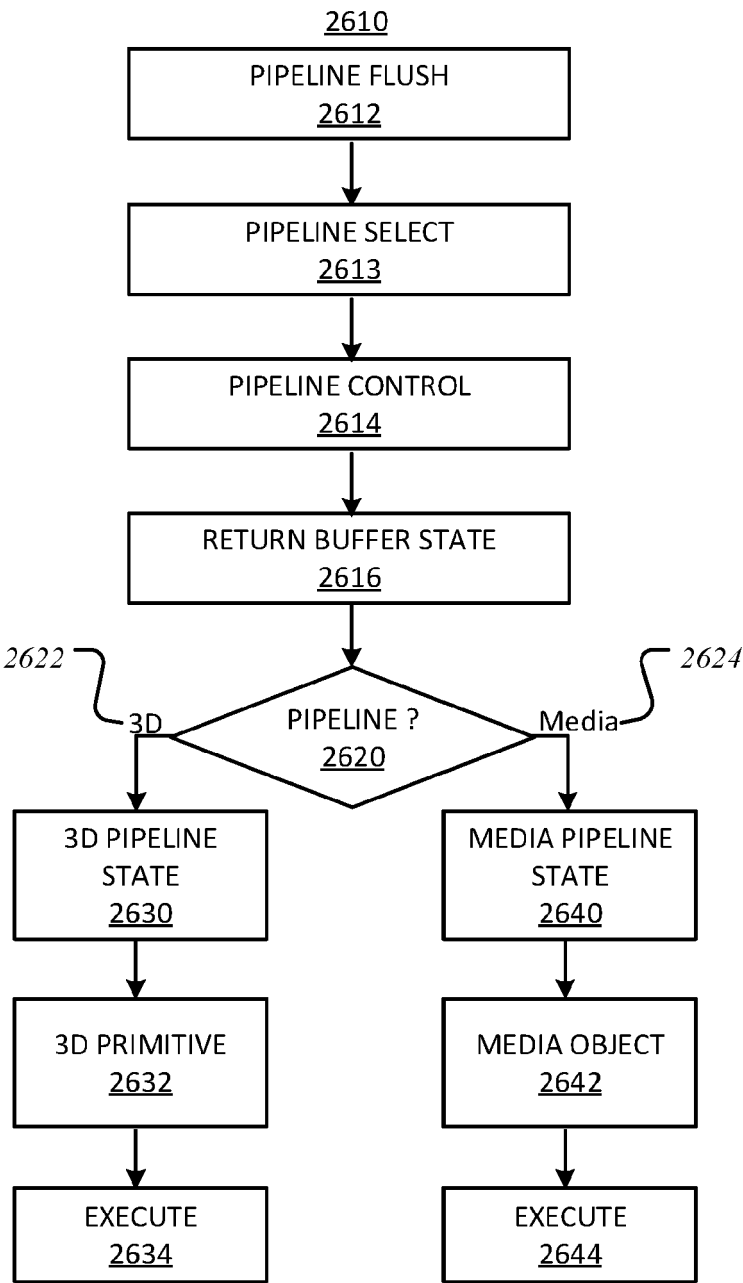 2610
PIPELINE FLUSH
2612
PIPELINE SELECT
2613
PIPELINE CONTROL
2614
RETURN BUFFER STATE
2616
2622
2624
3D
PIPELINE ?
2620
Media
3D PIPELINE
STATE
2630
MEDIA PIPELINE
STATE
2640
3D PRIMITIVE
2632
MEDIA OBJECT
2642
EXECUTE
2634
EXECUTE
2644